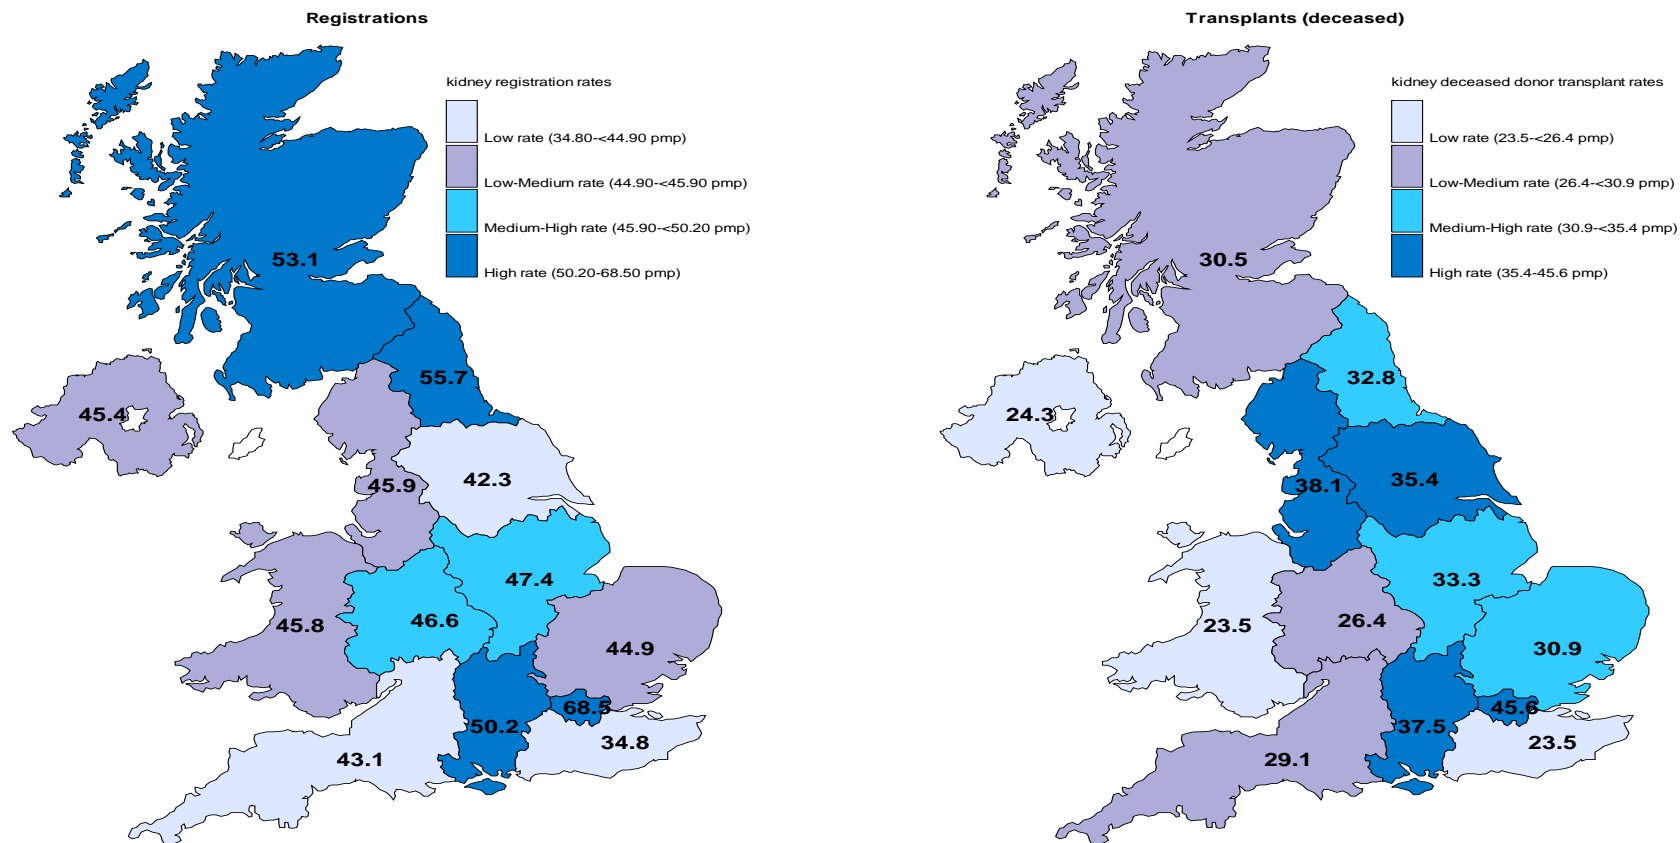 Registrations
kidney registration rates
Low rate (34.80-<44.90 pmp)
Low-Medium rate (44.90-<45.90 pmp)
Medium-High rate (45.90-<50.20 pmp)
High rate (50.20-68.50 pmp)
53.1
55.7
45.4
45.9
42.3
47.4
46.6
45.8
44.9
68.5
50.2
34.8
43.1
Transplants (deceased)
kidney deceased donor transplant rates
Low rate (23.5-<26.4 pmp)
Low-Medium rate (26.4-<30.9 pmp)
Medium-High rate (30.9-<35.4 pmp)
High rate (35.4-45.6 pmp)
30.5
32.8
24.3
38.1
35.4
33.3
26.4
23.5
30.9
45.6
37.5
23.5
29.1